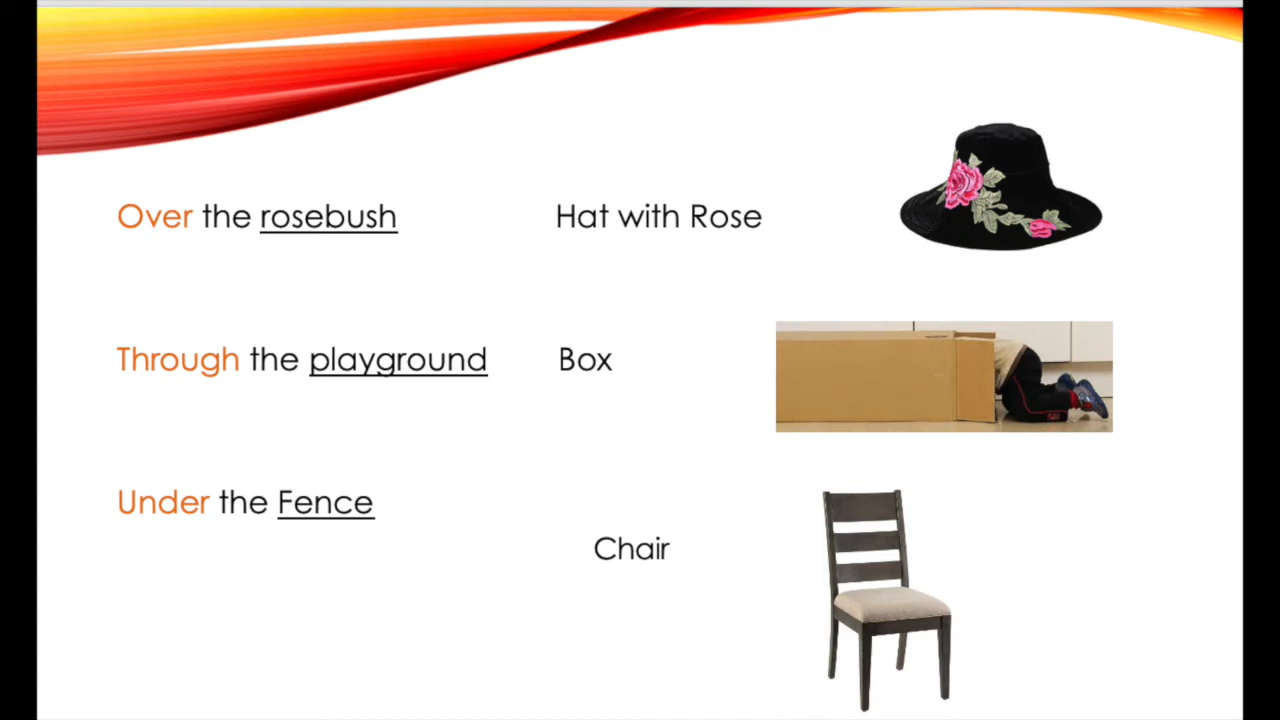 Over the rosebush
Hat with Rose
Through the playground
Box
Under the Fence
Chair